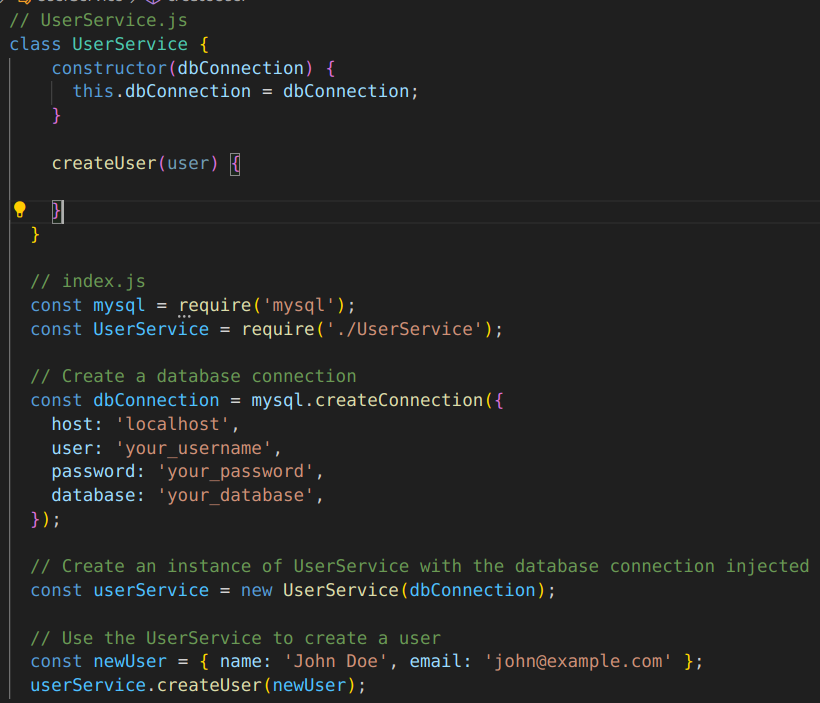 // UserService.js
class UserService {
    constructor(dbConnection) {
      this.dbConnection = dbConnection;
    }

    createUser(user) {

    }
  }

  // index.js
  const mysql = require('mysql');
  const UserService = require('./UserService');

  // Create a database connection
  const dbConnection = mysql.createConnection({
    host: 'localhost',
    user: 'your_username',
    password: 'your_password',
    database: 'your_database',
  });

  // Create an instance of UserService with the database connection injected
  const userService = new UserService(dbConnection);

  // Use the UserService to create a user
  const newUser = { name: 'John Doe', email: 'john@example.com' };
  userService.createUser(newUser);